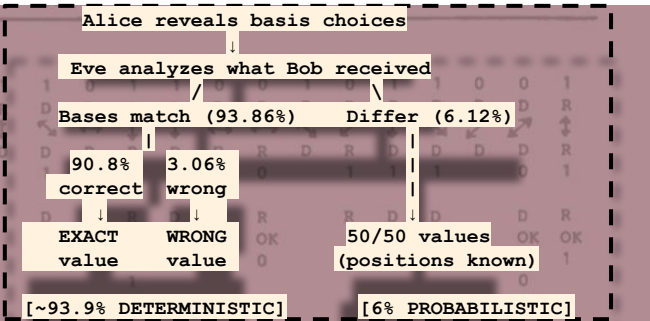 Alice reveals basis choices
↓
Eve analyzes what Bob received
/ \
Bases match (93.86%) Differ (6.12%)
| |
90.8% 3.06% |
correct wrong |
↓ ↓ ↓
EXACT WRONG 50/50 values
value value (positions known)
[~93.9% DETERMINISTIC] [6% PROBABILISTIC]